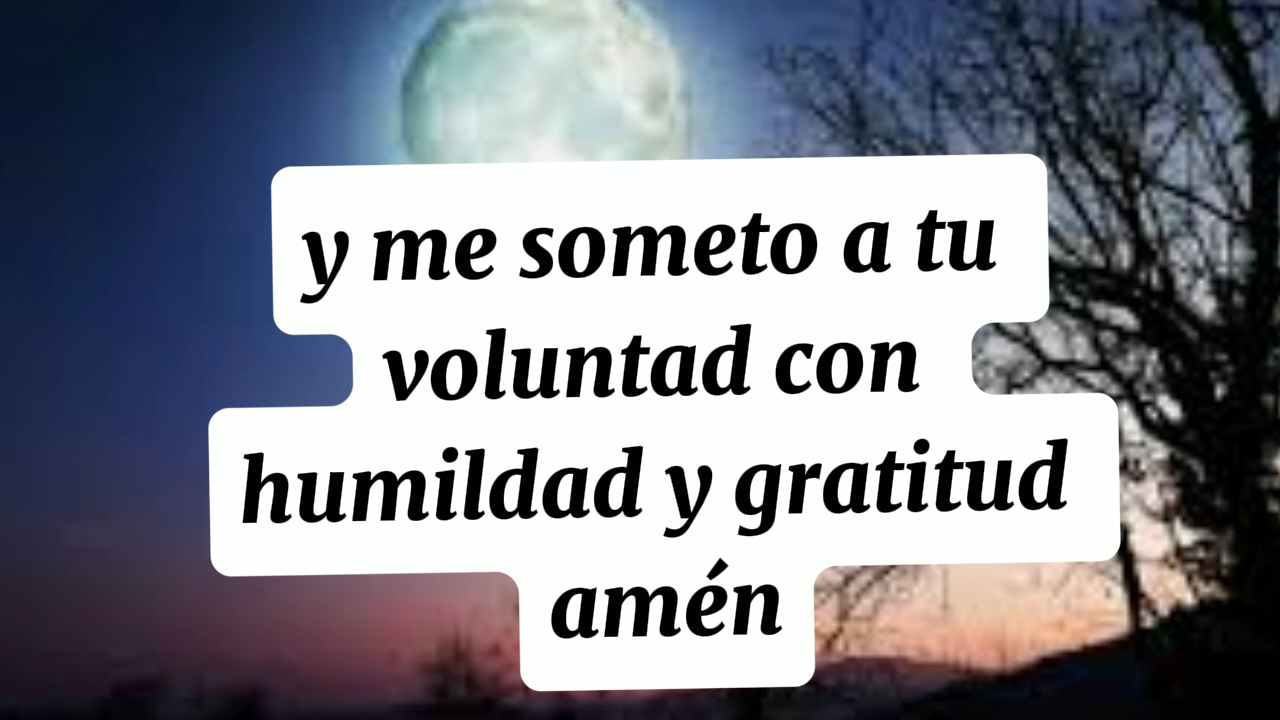 y me someto a tu
voluntad con
humildad y gratitud
amén